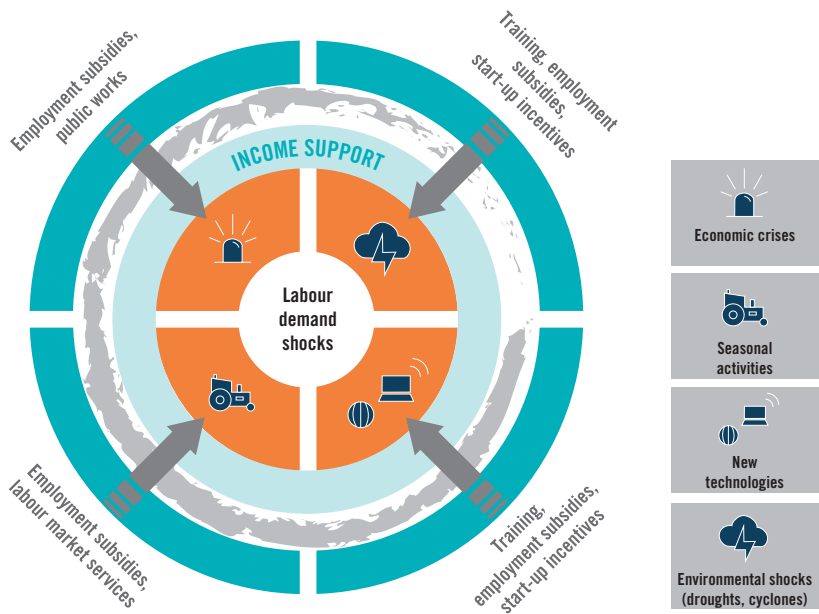 Employment subsidies,
public works
Training, employment
subsidies,
start-up incentives
INCOME SUPPORT
Labour
demand
shocks
Employment subsidies,
labour market services
Training,
employment subsidies,
start-up incentives
Economic crises
Seasonal
activities
New
technologies
Environmental shocks
(droughts, cyclones)